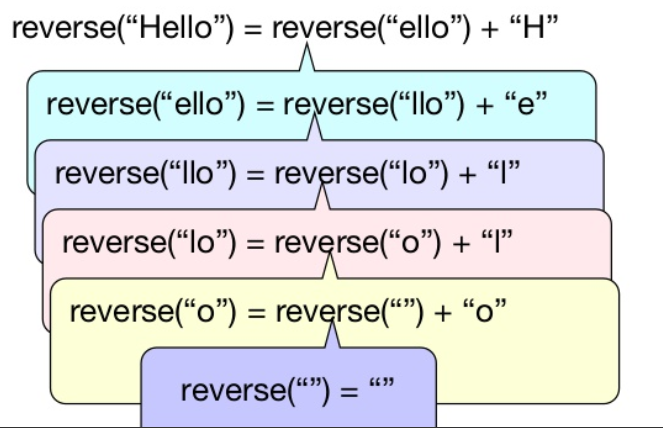 reverse(“Hello”) = reverse(“ello”) + “H”
reverse(“ello”) = reverse(“llo”) + “e”
reverse(“llo”) = reverse(“lo”) + “l”
reverse(“lo”) = reverse(“o”) + “l”
reverse(“o”) = reverse(“”) + “o”
reverse(“”) = “”